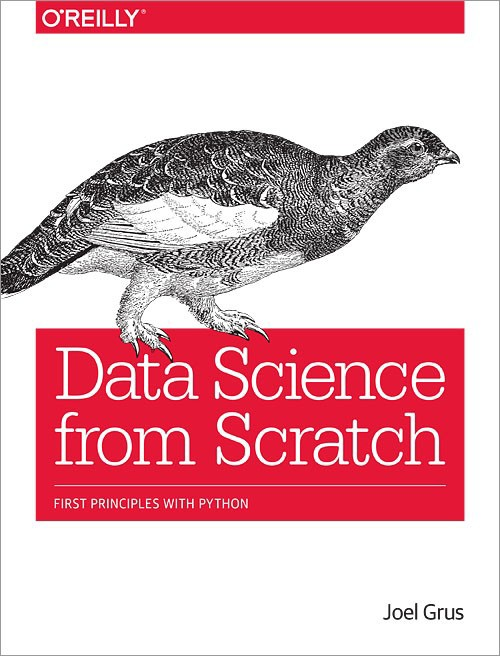 O'REILLY®
Data Science
from Scratch
FIRST PRINCIPLES WITH PYTHON
Joel Grus